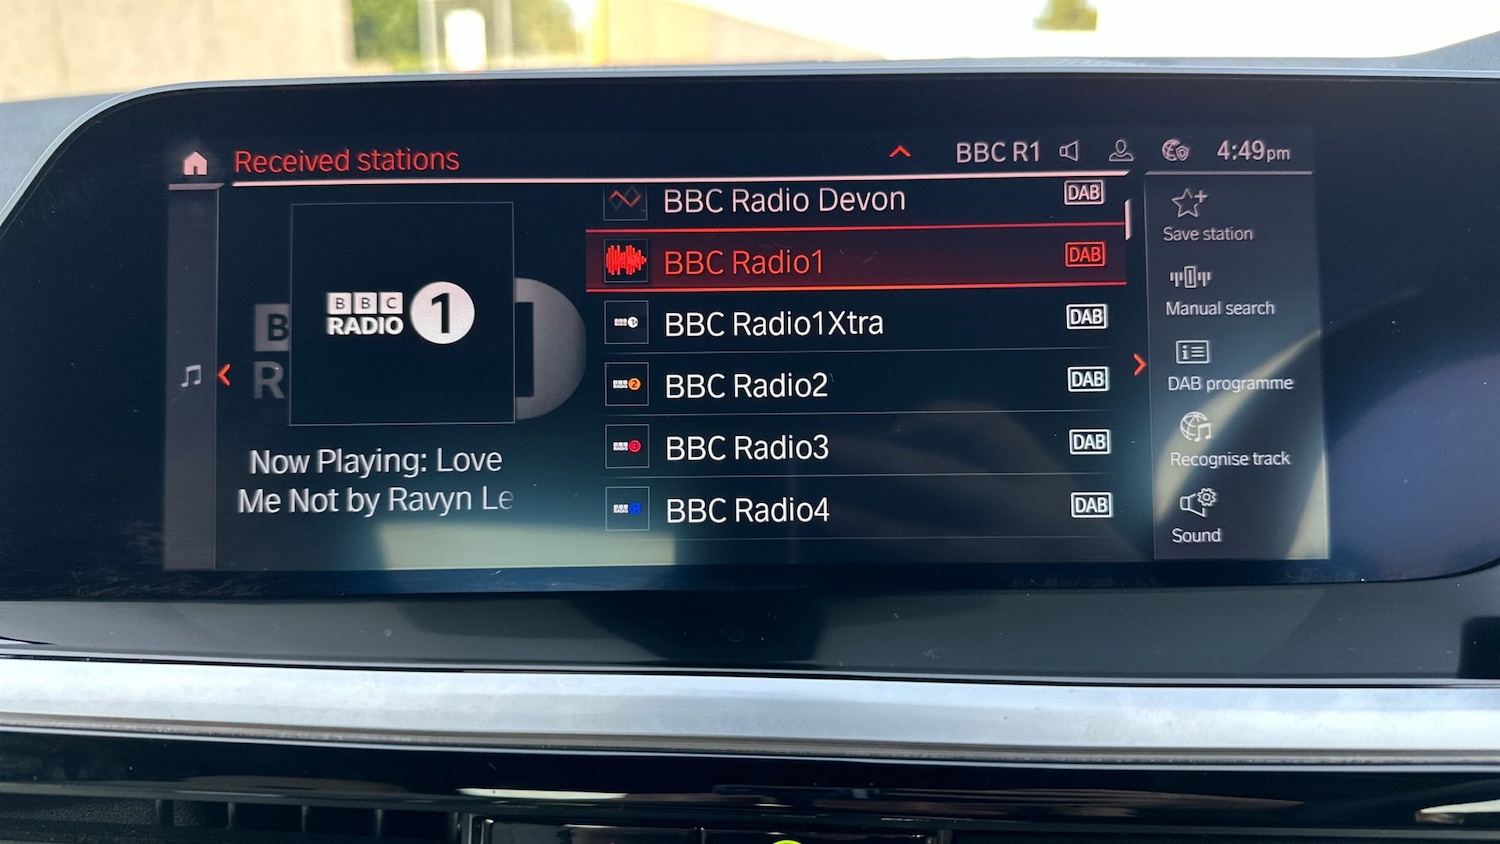 Received stations
BBC R1
4:49pm
BBC
RADIO 1
Now Playing: Love
Me Not by Ravyn Le
BBC Radio Devon DAB
BBC Radio1 DAB
BBC Radio1Xtra DAB
BBC Radio2 DAB
BBC Radio3 DAB
BBC Radio4 DAB
Save station
Manual search
DAB programme
Recognise track
Sound